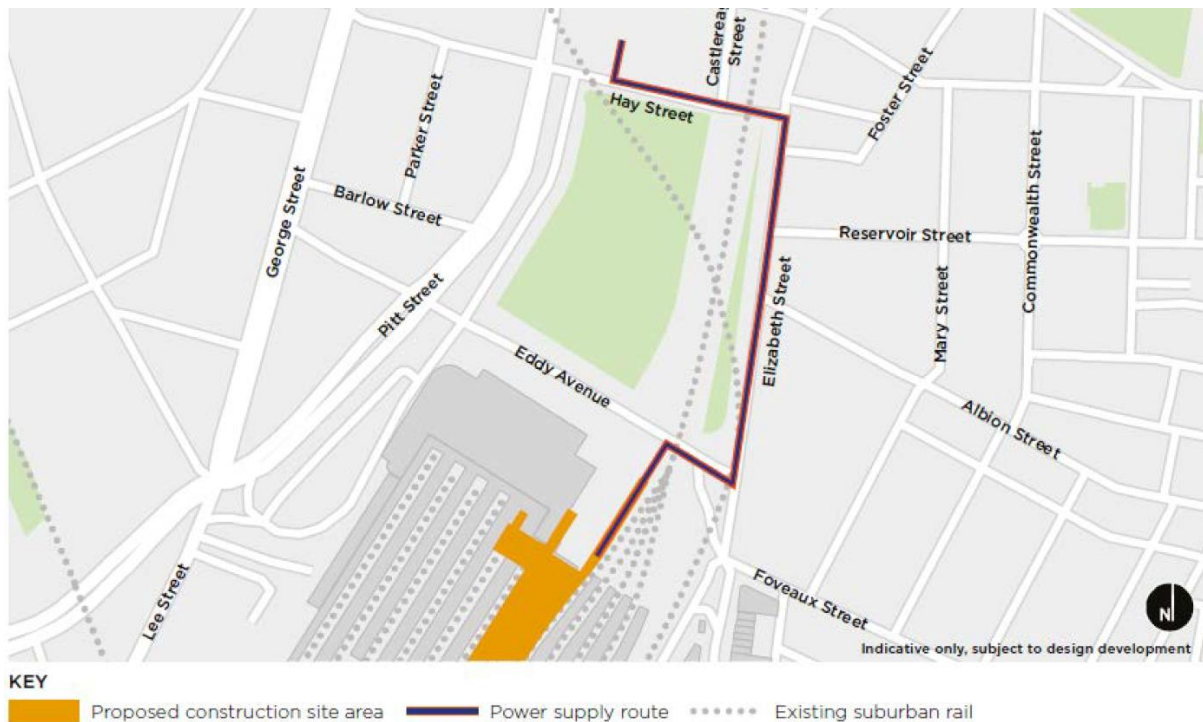 Castlereag
Street
Hay Street
Foster Street
Parker Street
Commonwealth Street
Barlow Street
George Street
Reservoir Street
Pitt Street
Elizabeth Street
Mary Street
Eddy Avenue
Albion Street
Lee Street
Foveaux Street
N
Indicative only, subject to design development
KEY
Proposed construction site area
Power supply route
Existing suburban rail